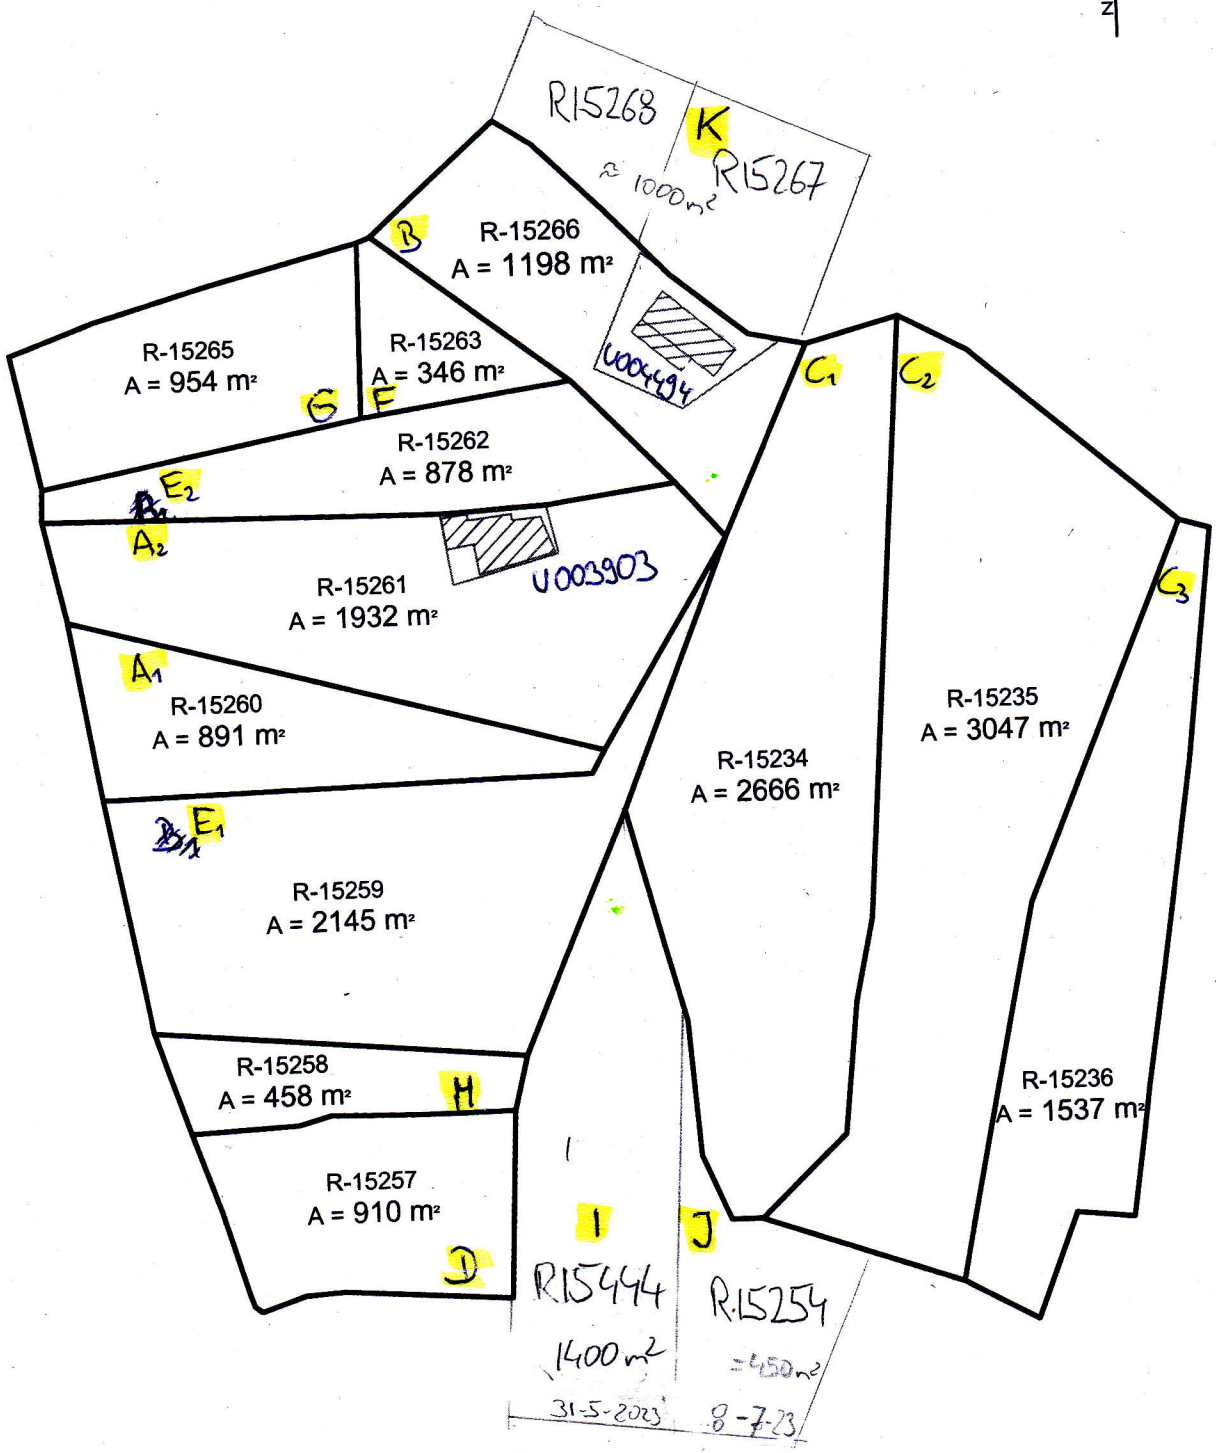 Z
R15268
K
≈ 1000m²
R15267
B
R-15266
A = 1198 m²
R-15265
A = 954 m²
R-15263
A = 346 m²
G
F
U004494
C₁
C₂
R-15262
A = 878 m²
E₂
A₂
R-15261
A = 1932 m²
U003903
C₃
A₁
R-15260
A = 891 m²
R-15235
A = 3047 m²
R-15234
A = 2666 m²
E₁
R-15259
A = 2145 m²
R-15258
A = 458 m²
H
R-15236
A = 1537 m²
R-15257
A = 910 m²
D
I
J
R15444
1400 m²
31-5-2023
R.15254
=450m²
8-7-23